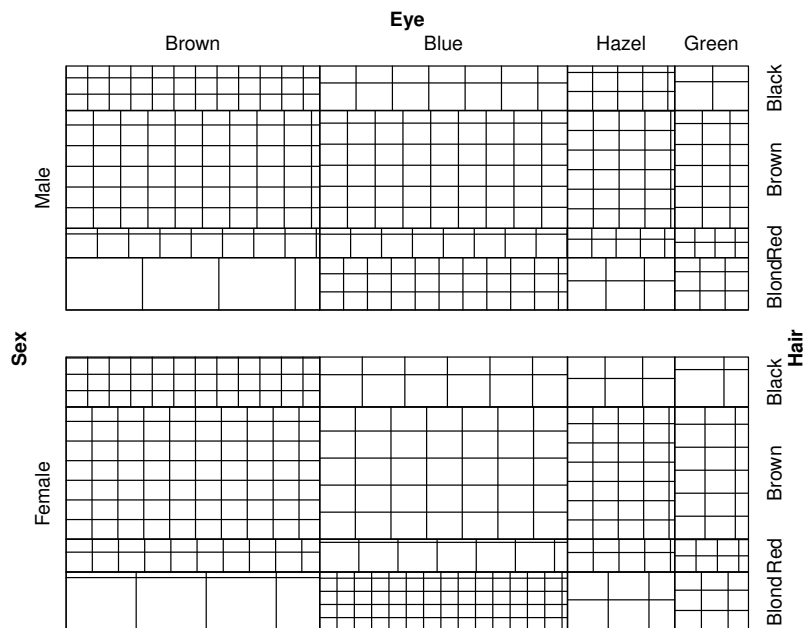 Eye
Brown Blue Hazel Green
Male
Black
Brown
Red
Blond
Sex
Hair
Female
Black
Brown
Red
Blond